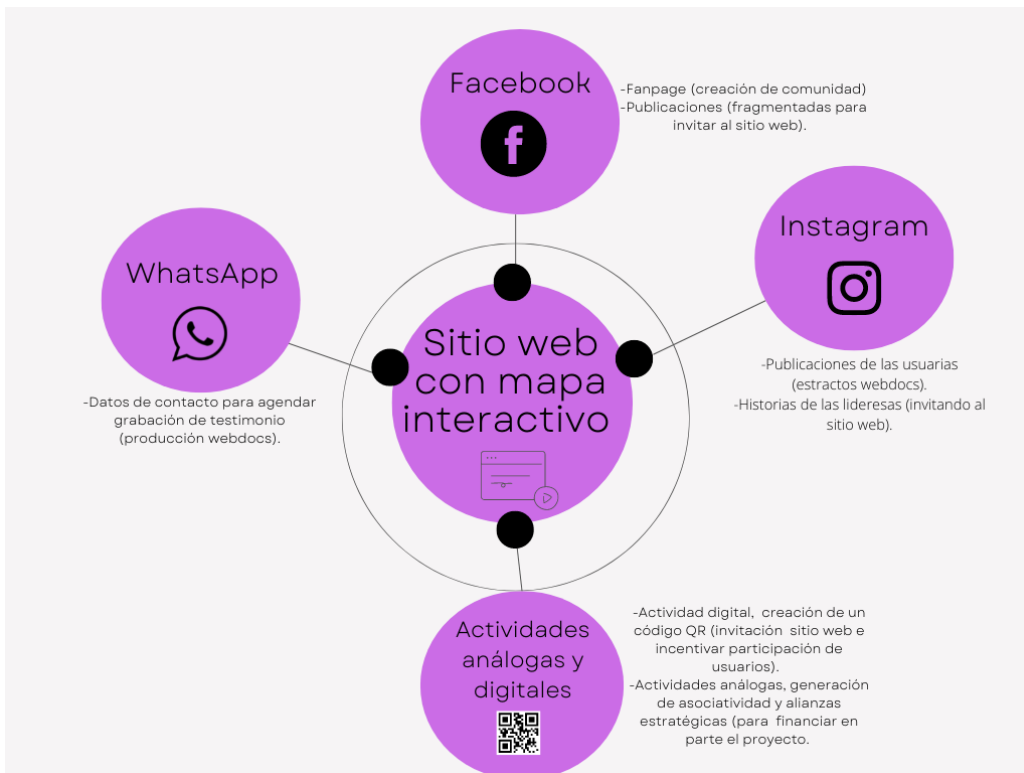 Facebook
-Fanpage (creación de comunidad)
-Publicaciones (fragmentadas para
invitar al sitio web).
Instagram
-Publicaciones de las usuarias
(estractos webdocs).
-Historias de las lideresas (invitando al
sitio web).
WhatsApp
-Datos de contacto para agendar
grabación de testimonio
(producción webdocs).
Sitio web
con mapa
interactivo
Actividades
análogas y
digitales
-Actividad digital, creación de un
código QR (invitación sitio web e
incentivar participación de
usuarios).
-Actividades análogas, generación
de asociatividad y alianzas
estratégicas (para financiar en
parte el proyecto.